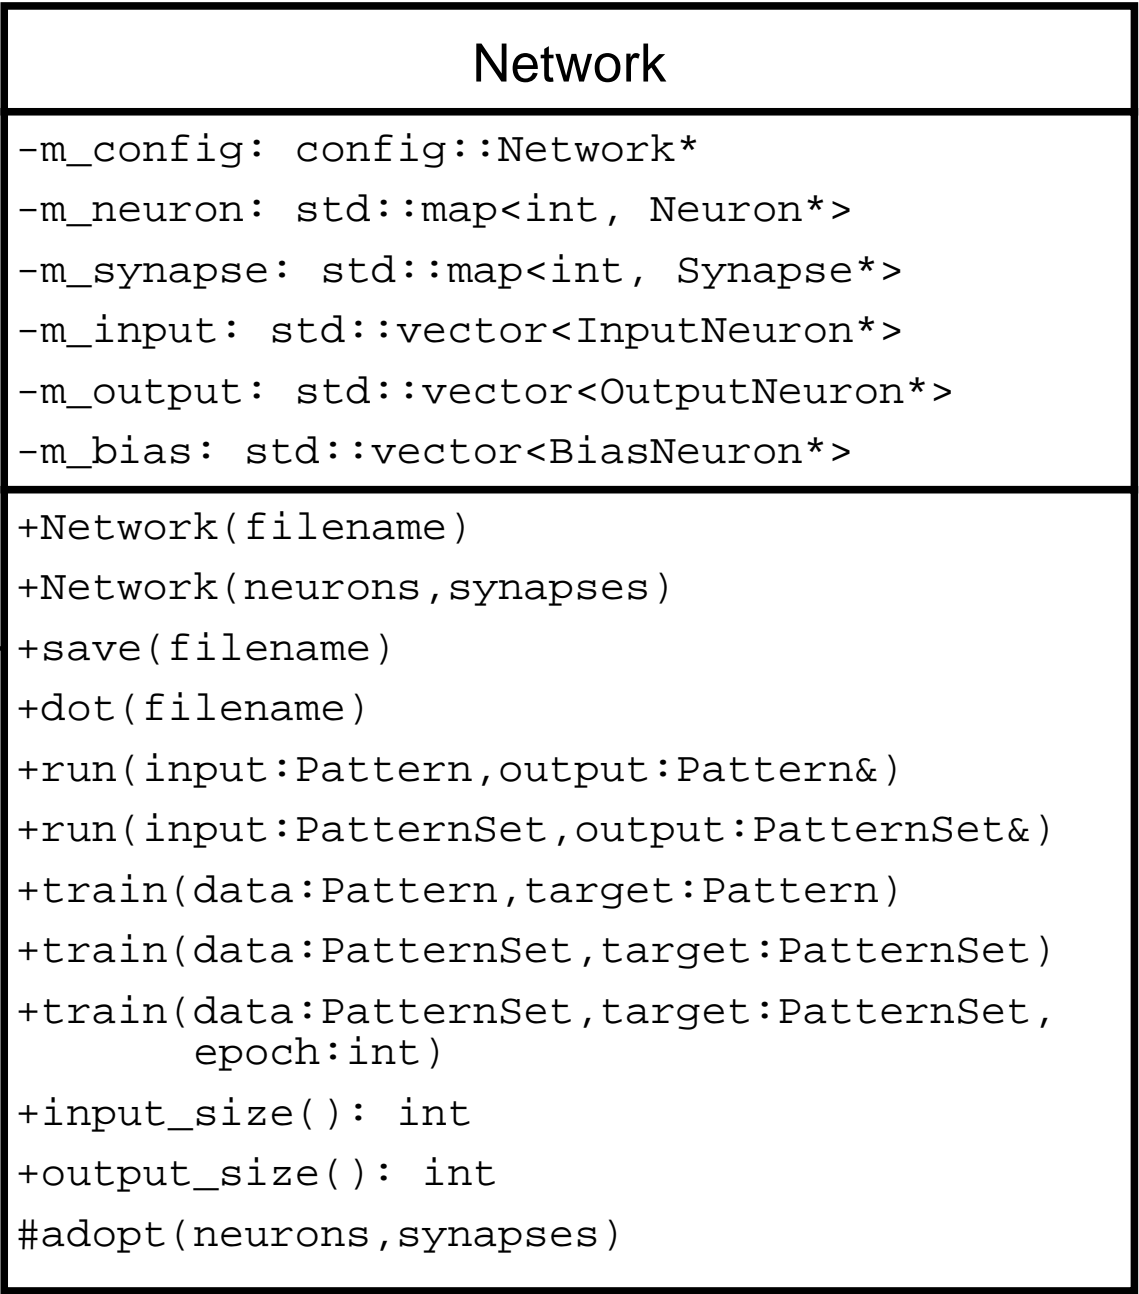 Network
-m_config: config::Network*
-m_neuron: std::map<int, Neuron*>
-m_synapse: std::map<int, Synapse*>
-m_input: std::vector<InputNeuron*>
-m_output: std::vector<OutputNeuron*>
-m_bias: std::vector<BiasNeuron*>
+Network(filename)
+Network(neurons,synapses)
+save(filename)
+dot(filename)
+run(input:Pattern,output:Pattern&)
+run(input:PatternSet,output:PatternSet&)
+train(data:Pattern,target:Pattern)
+train(data:PatternSet,target:PatternSet)
+train(data:PatternSet,target:PatternSet,
epoch:int)
+input_size(): int
+output_size(): int
#adopt(neurons,synapses)